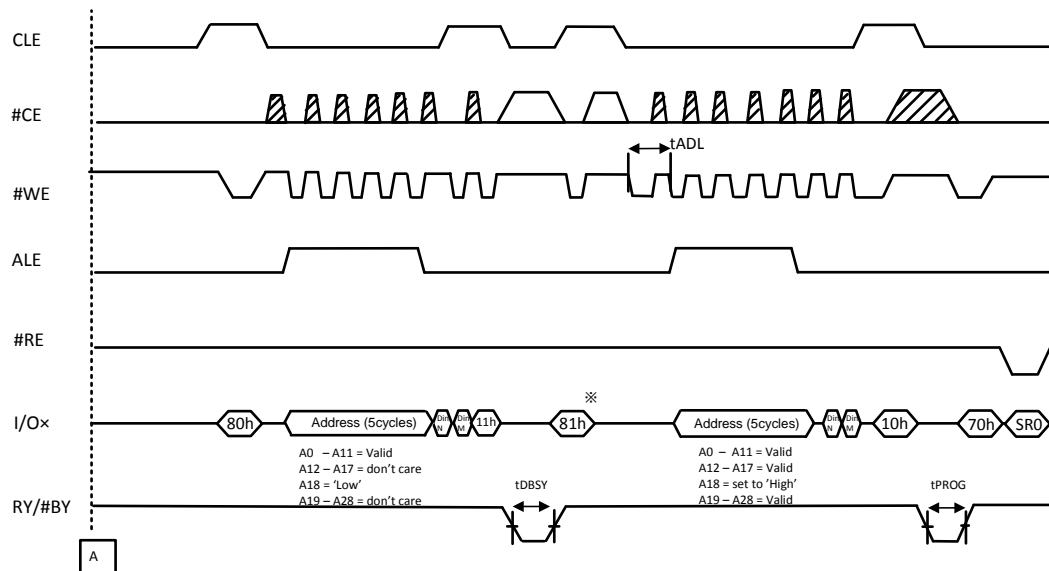 CLE
#CE
tADL
#WE
ALE
#RE
※
I/O×
80h
Address (5cycles)
Din N
Din M
11h
81h
Address (5cycles)
Din N
Din M
10h
70h
SR0
A0 – A11 = Valid
A12 – A17 = don't care
A18 = 'Low'
A19 – A28 = don't care
A0 – A11 = Valid
A12 – A17 = Valid
A18 = set to 'High'
A19 – A28 = Valid
RY/#BY
tDBSY
tPROG
A